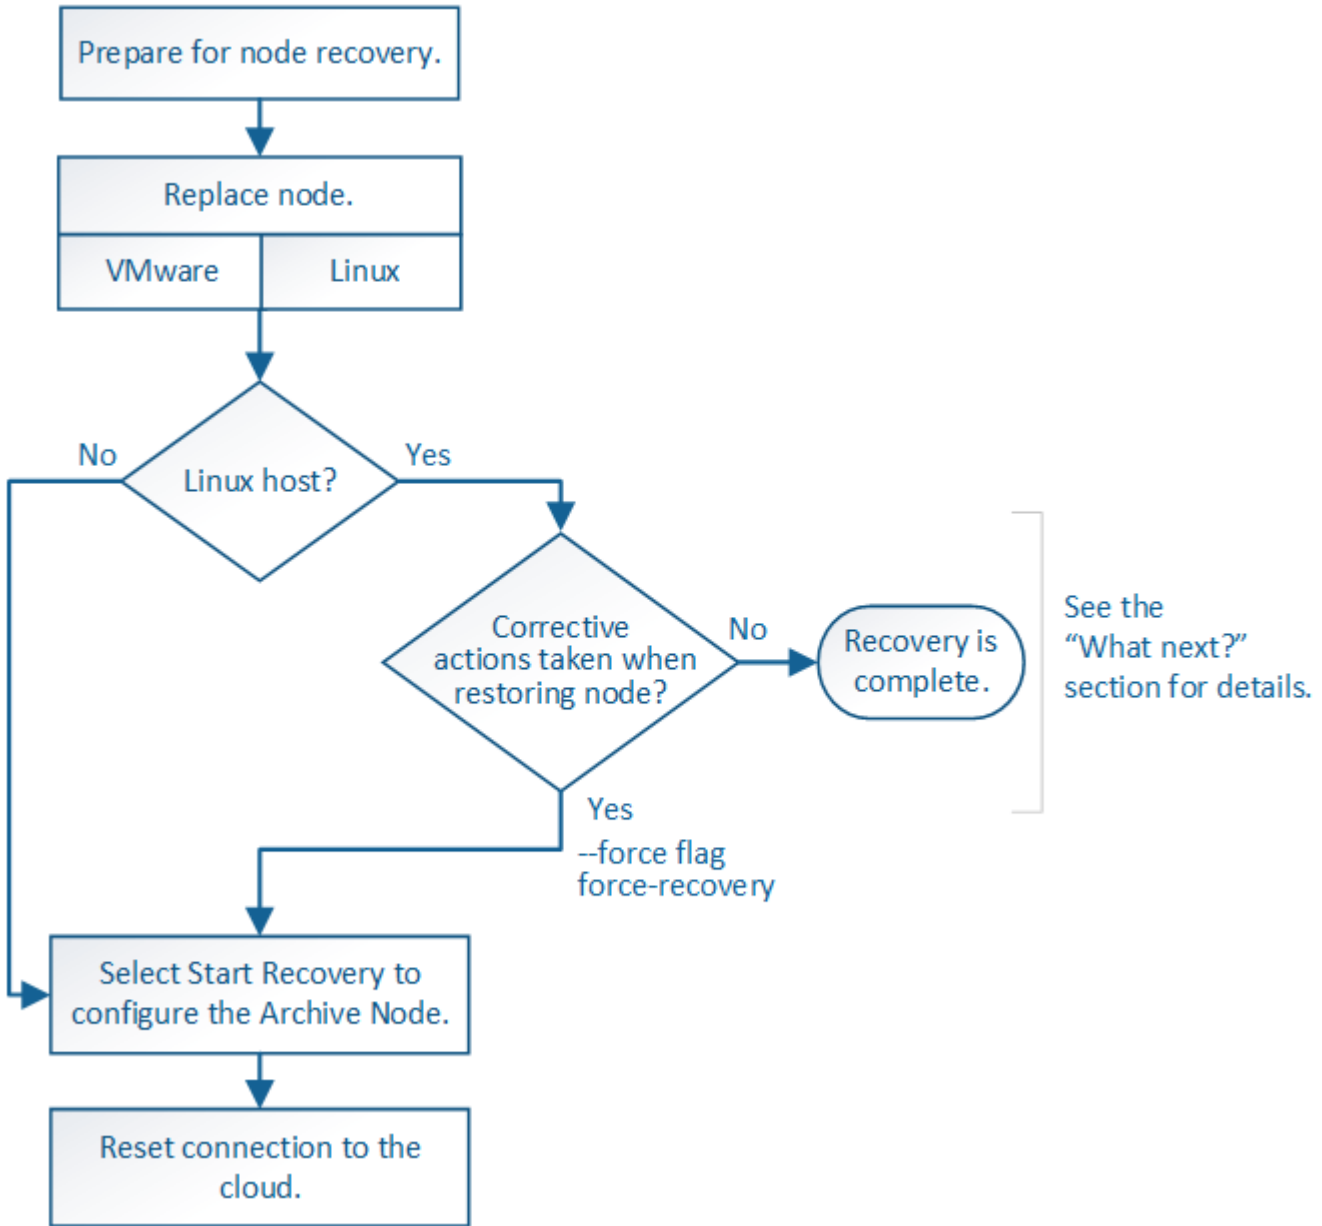 Prepare for node recovery.
Replace node.
VMware
Linux
No
Yes
Linux host?
Corrective
actions taken when
restoring node?
No
Recovery is
complete.
See the
“What next?”
section for details.
Yes
--force flag
force-recovery
Select Start Recovery to
configure the Archive Node.
Reset connection to the
cloud.